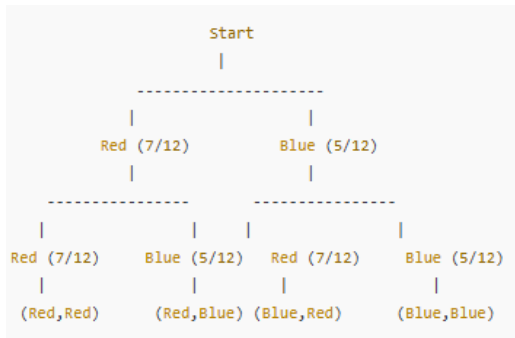 Start
Red (7/12) Blue (5/12)
Red (7/12) Blue (5/12) Red (7/12) Blue (5/12)
(Red,Red) (Red,Blue) (Blue,Red) (Blue,Blue)